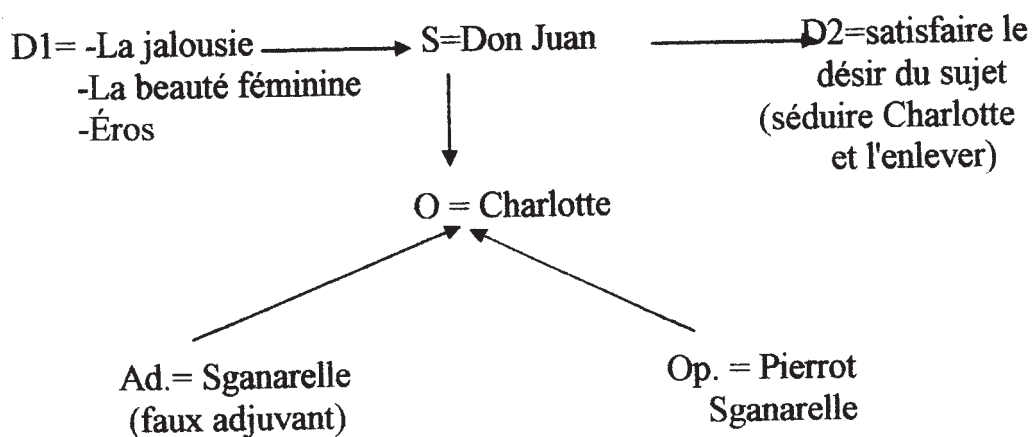 D1= -La jalousie
-La beauté féminine
-Éros
S=Don Juan
D2=satisfaire le
désir du sujet
(séduire Charlotte
et l'enlever)
O = Charlotte
Ad.= Sganarelle
(faux adjuvant)
Op. = Pierrot
Sganarelle